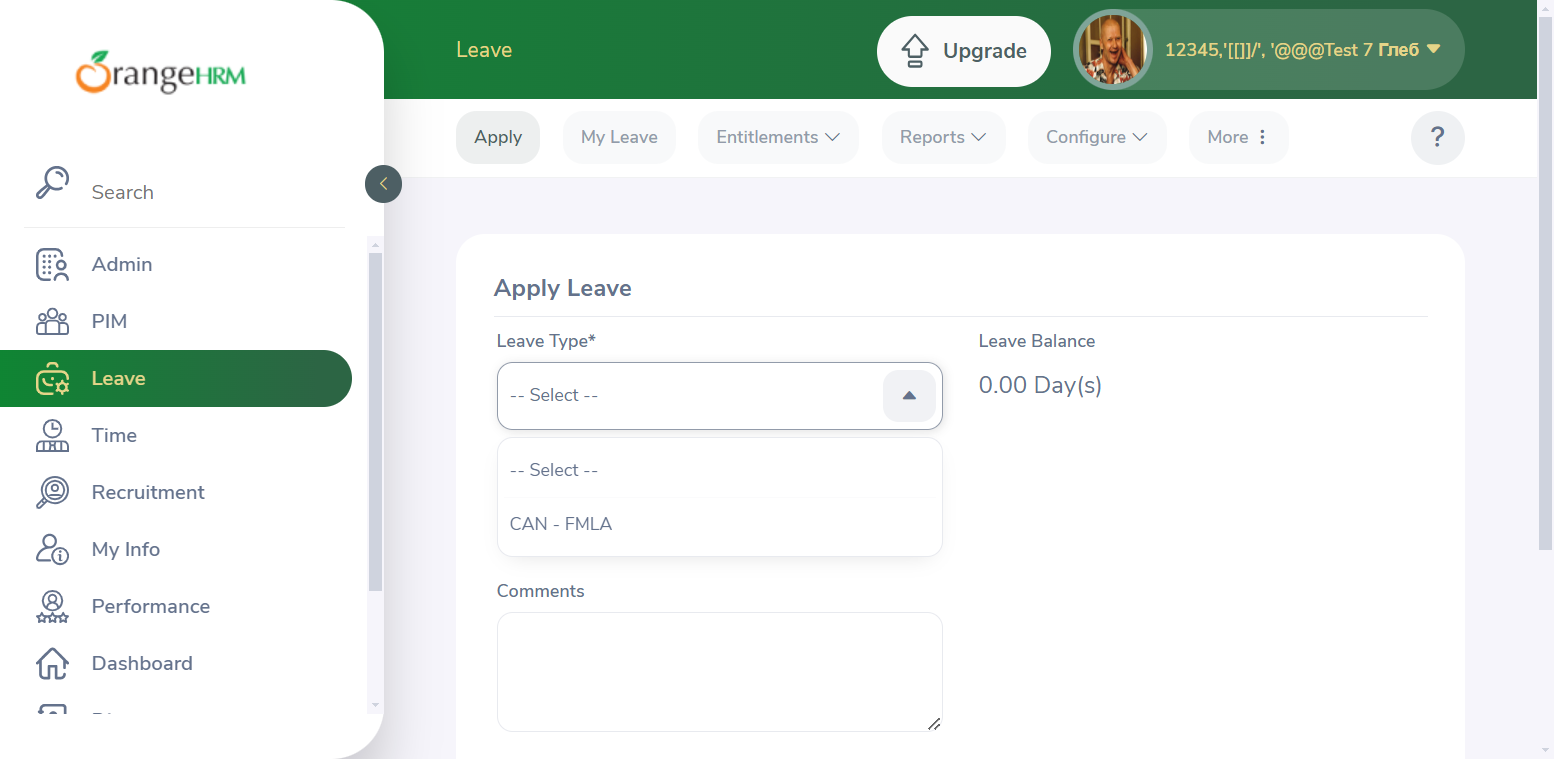 OrangeHRM
Search
Admin
PIM
Leave
Time
Recruitment
My Info
Performance
Dashboard
Leave
Upgrade
12345,'[[]]/', '@@@Test 7 Глеб
Apply
My Leave
Entitlements
Reports
Configure
More
?
Apply Leave
Leave Type*
-- Select --
-- Select --
CAN - FMLA
Leave Balance
0.00 Day(s)
Comments